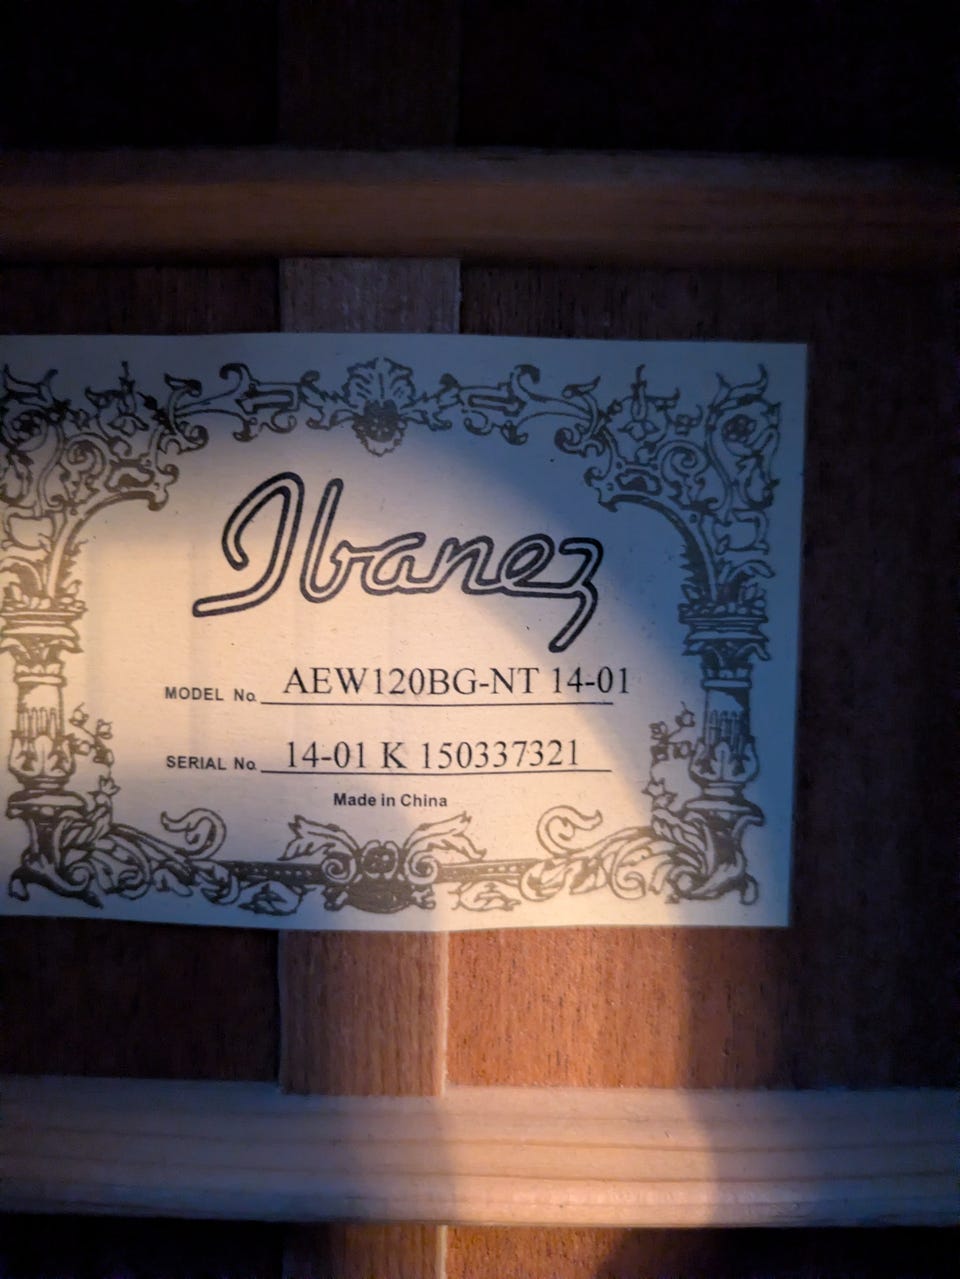 Ibanez
MODEL No. AEW120BG-NT 14-01
SERIAL No. 14-01 K 150337321
Made in China